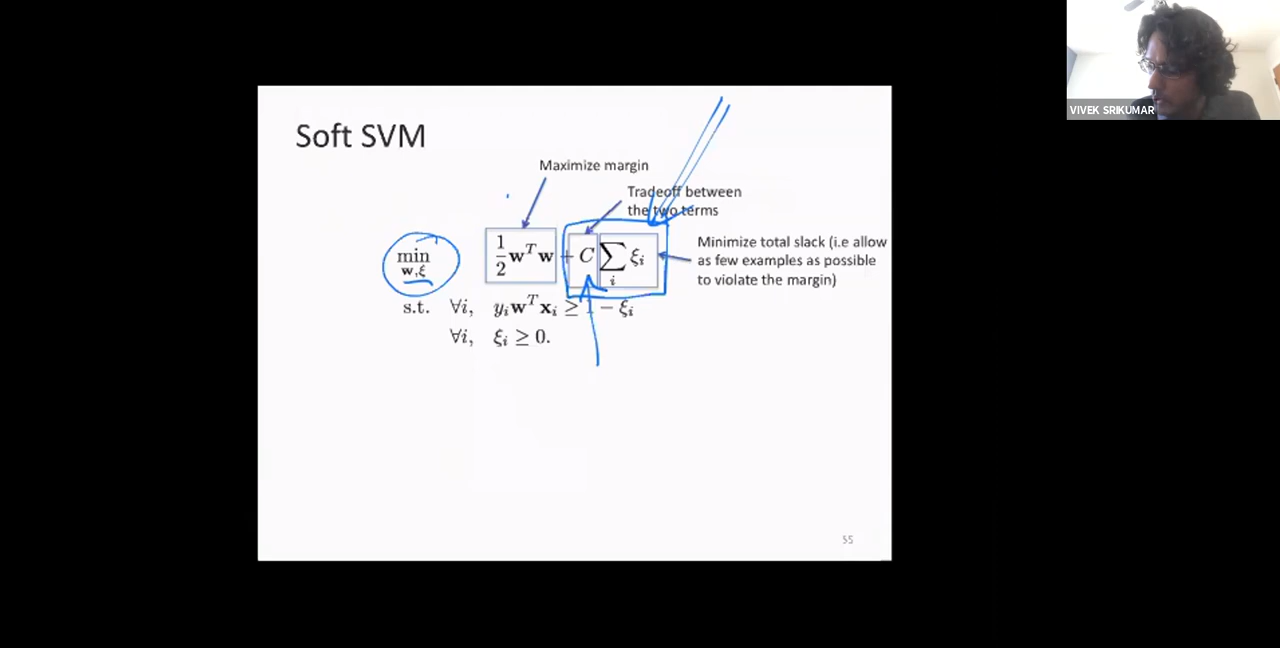 VIVEK SRIKUMAR
Soft SVM
Maximize margin
Tradeoff between
the two terms
min
w,ξ
1/2 w^T w + C ∑_i ξ_i
Minimize total slack (i.e allow
as few examples as possible
to violate the margin)
s.t. ∀i, y_i w^T x_i ≥ 1 − ξ_i
∀i, ξ_i ≥ 0.
55